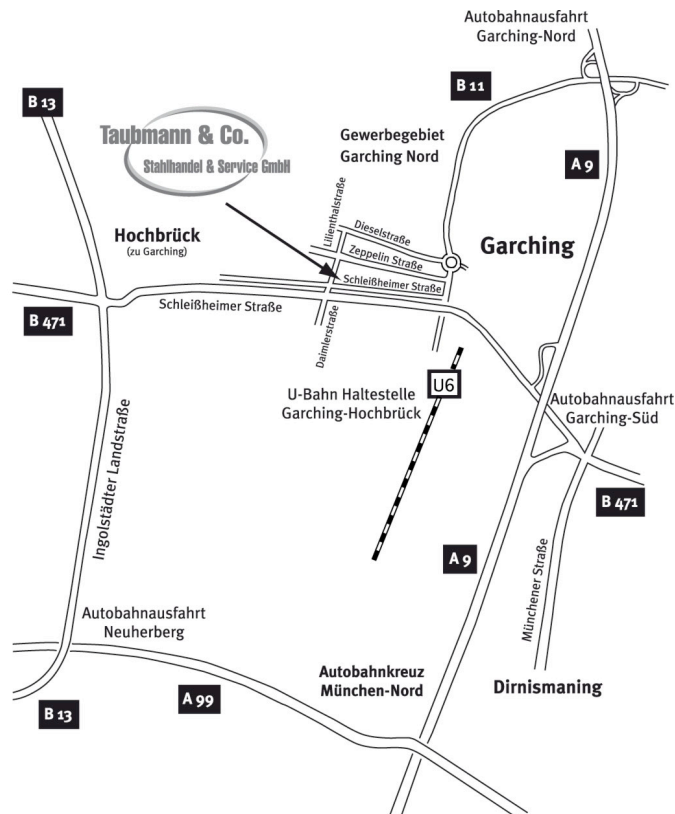 Autobahnausfahrt
Garching-Nord
B 13
B 11
Taubmann & Co.
Stahlhandel & Service GmbH
Gewerbegebiet
Garching Nord
A 9
Lilienthalstraße
Dieselstraße
Hochbrück
(zu Garching)
Zeppelin Straße
Garching
Schleißheimer Straße
Schleißheimer Straße
B 471
Daimlerstraße
U6
U-Bahn Haltestelle
Garching-Hochbrück
Autobahnausfahrt
Garching-Süd
Ingolstädter Landstraße
B 471
A 9
Münchener Straße
Autobahnausfahrt
Neuherberg
Autobahnkreuz
München-Nord
Dirnismaning
A 99
B 13